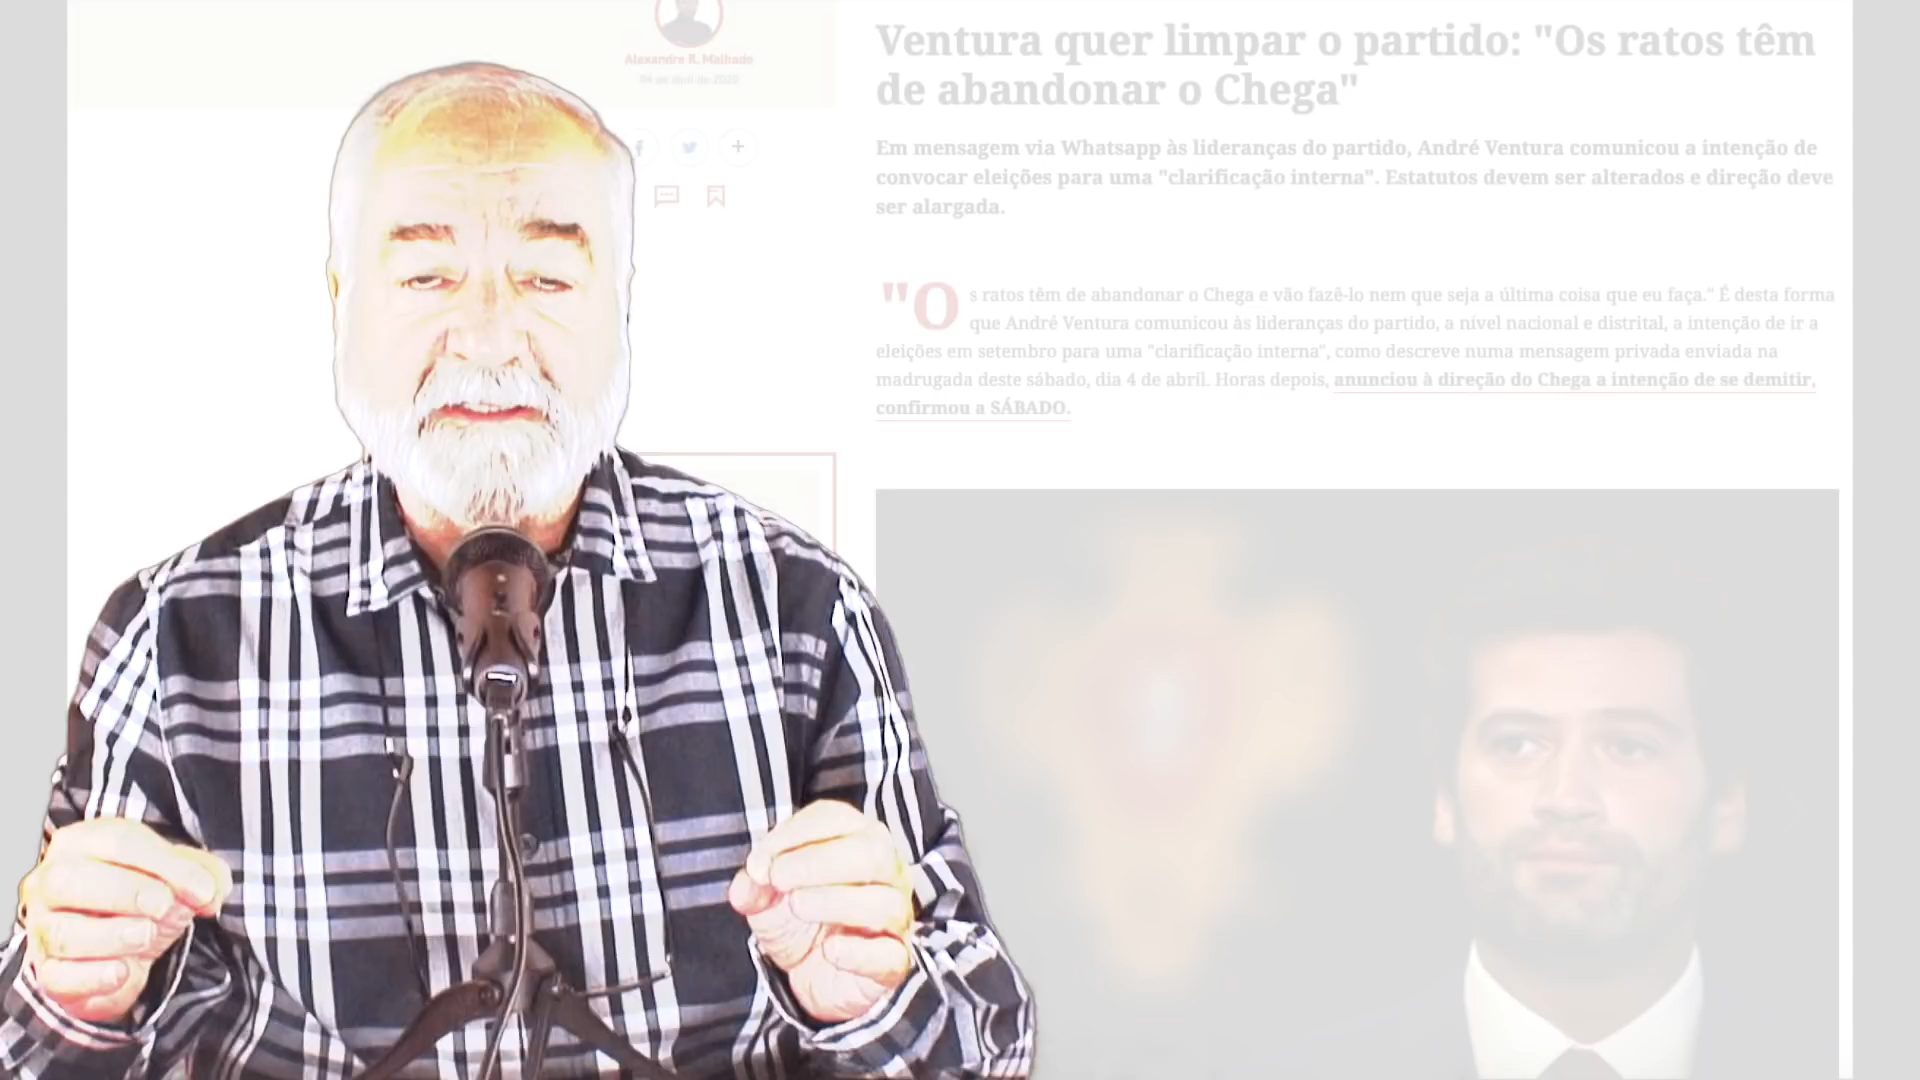 Alexandre R. Malhado
04 de abril de 2020
Ventura quer limpar o partido: "Os ratos têm
de abandonar o Chega"
Em mensagem via Whatsapp às lideranças do partido, André Ventura comunicou a intenção de
convocar eleições para uma "clarificação interna". Estatutos devem ser alterados e direção deve
ser alargada.
"Os ratos têm de abandonar o Chega e vão fazê-lo nem que seja a última coisa que eu faça." É desta forma
que André Ventura comunicou às lideranças do partido, a nível nacional e distrital, a intenção de ir a
eleições em setembro para uma "clarificação interna", como descreve numa mensagem privada enviada na
madrugada deste sábado, dia 4 de abril. Horas depois, anunciou à direção do Chega a intenção de se demitir,
confirmou a SÁBADO.